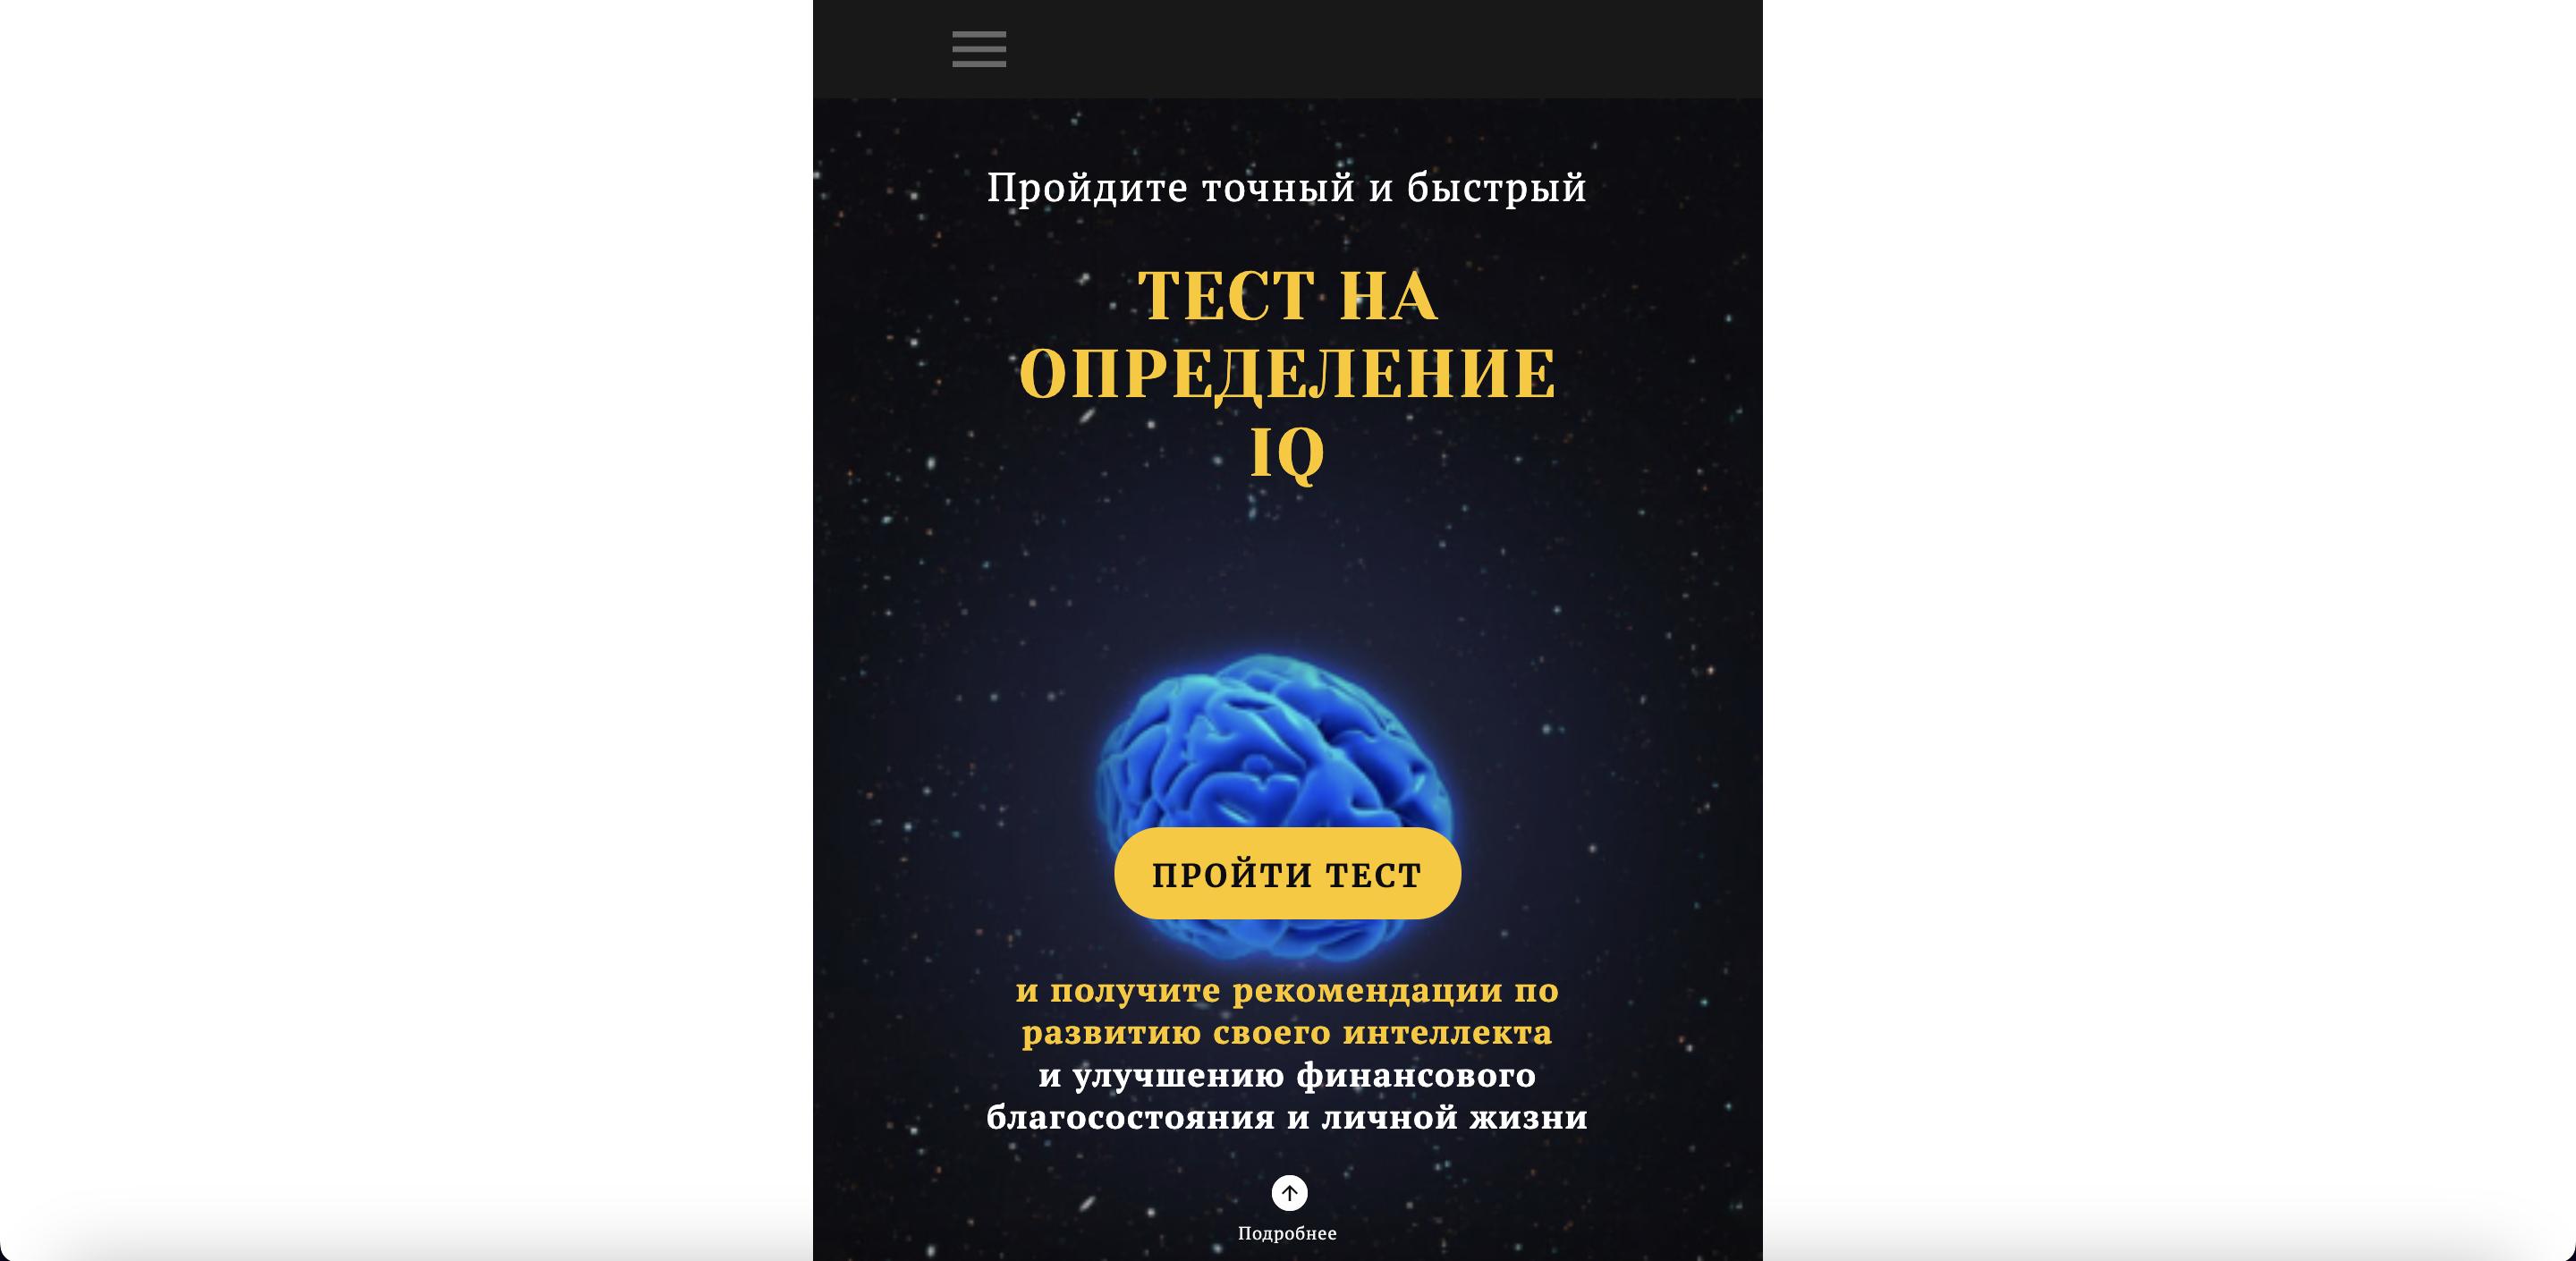 Пройдите точный и быстрый
ТЕСТ НА
ОПРЕДЕЛЕНИЕ
IQ
ПРОЙТИ ТЕСТ
и получите рекомендации по
развитию своего интеллекта
и улучшению финансового
благосостояния и личной жизни
Подробнее